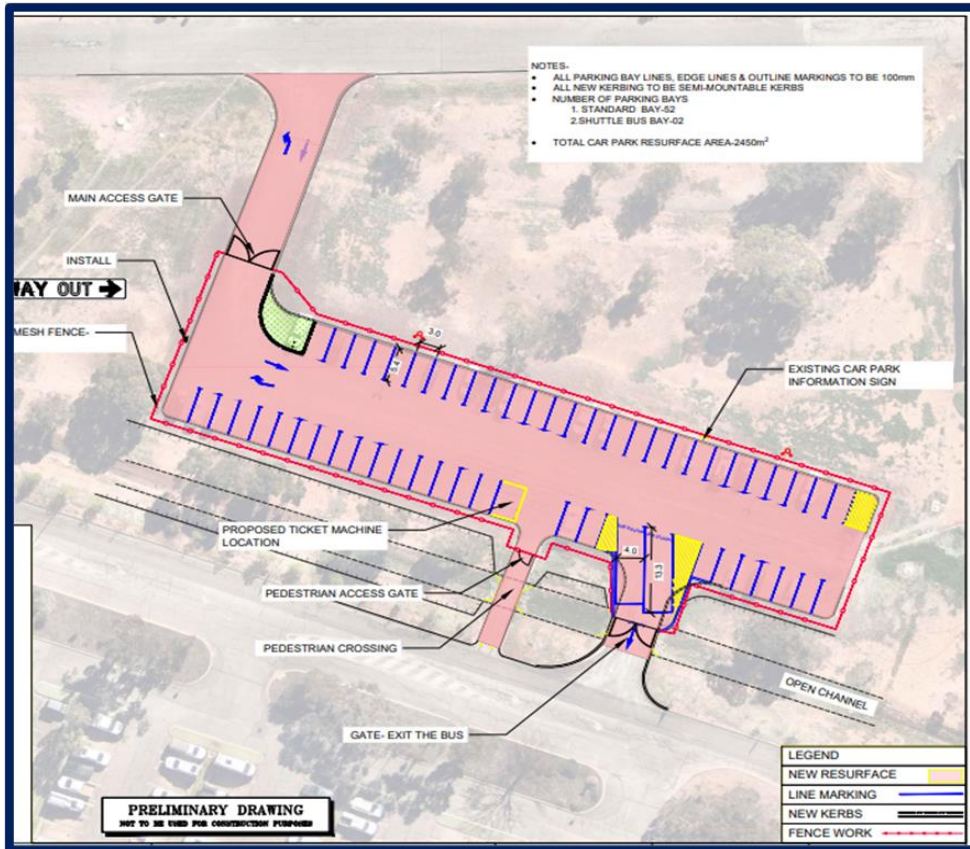 NOTES-
• ALL PARKING BAY LINES, EDGE LINES & OUTLINE MARKINGS TO BE 100mm
• ALL NEW KERBING TO BE SEMI-MOUNTABLE KERBS
• NUMBER OF PARKING BAYS
1. STANDARD BAY-52
2.SHUTTLE BUS BAY-02
• TOTAL CAR PARK RESURFACE AREA-2450m²
MAIN ACCESS GATE
INSTALL
WAY OUT
MESH FENCE-
3.0
5.4
EXISTING CAR PARK
INFORMATION SIGN
PROPOSED TICKET MACHINE
LOCATION
4.0
13.3
PEDESTRIAN ACCESS GATE
PEDESTRIAN CROSSING
OPEN CHANNEL
GATE- EXIT THE BUS
PRELIMINARY DRAWING
NOT TO BE USED FOR CONSTRUCTION PURPOSES
LEGEND
NEW RESURFACE
LINE MARKING
NEW KERBS
FENCE WORK